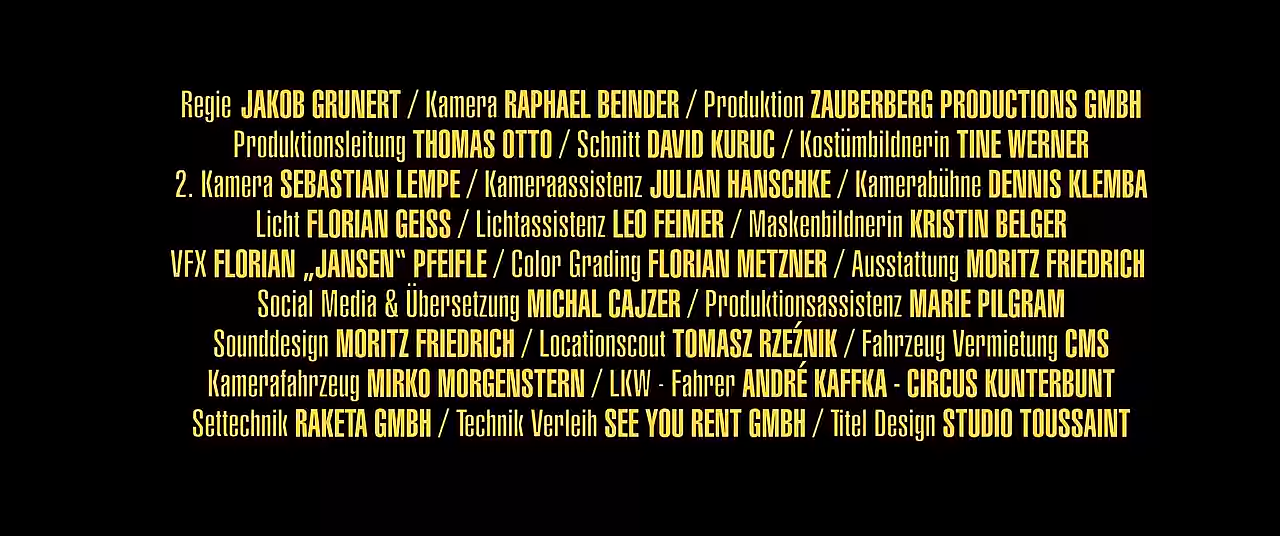 Regie JAKOB GRUNERT / Kamera RAPHAEL BEINDER / Produktion ZAUBERBERG PRODUCTIONS GMBH
Produktionsleitung THOMAS OTTO / Schnitt DAVID KURUC / Kostümbildnerin TINE WERNER
2. Kamera SEBASTIAN LEMPE / Kameraassistenz JULIAN HANSCHKE / Kamerabühne DENNIS KLEMBA
Licht FLORIAN GEISS / Lichtassistenz LEO FEIMER / Maskenbildnerin KRISTIN BELGER
VFX FLORIAN „JANSEN“ PFEIFLE / Color Grading FLORIAN METZNER / Ausstattung MORITZ FRIEDRICH
Social Media & Übersetzung MICHAL CAJZER / Produktionsassistenz MARIE PILGRAM
Sounddesign MORITZ FRIEDRICH / Locationscout TOMASZ RZEŹNIK / Fahrzeug Vermietung CMS
Kamerafahrzeug MIRKO MORGENSTERN / LKW - Fahrer ANDRÉ KAFFKA - CIRCUS KUNTERBUNT
Settechnik RAKETA GMBH / Technik Verleih SEE YOU RENT GMBH / Titel Design STUDIO TOUSSAINT